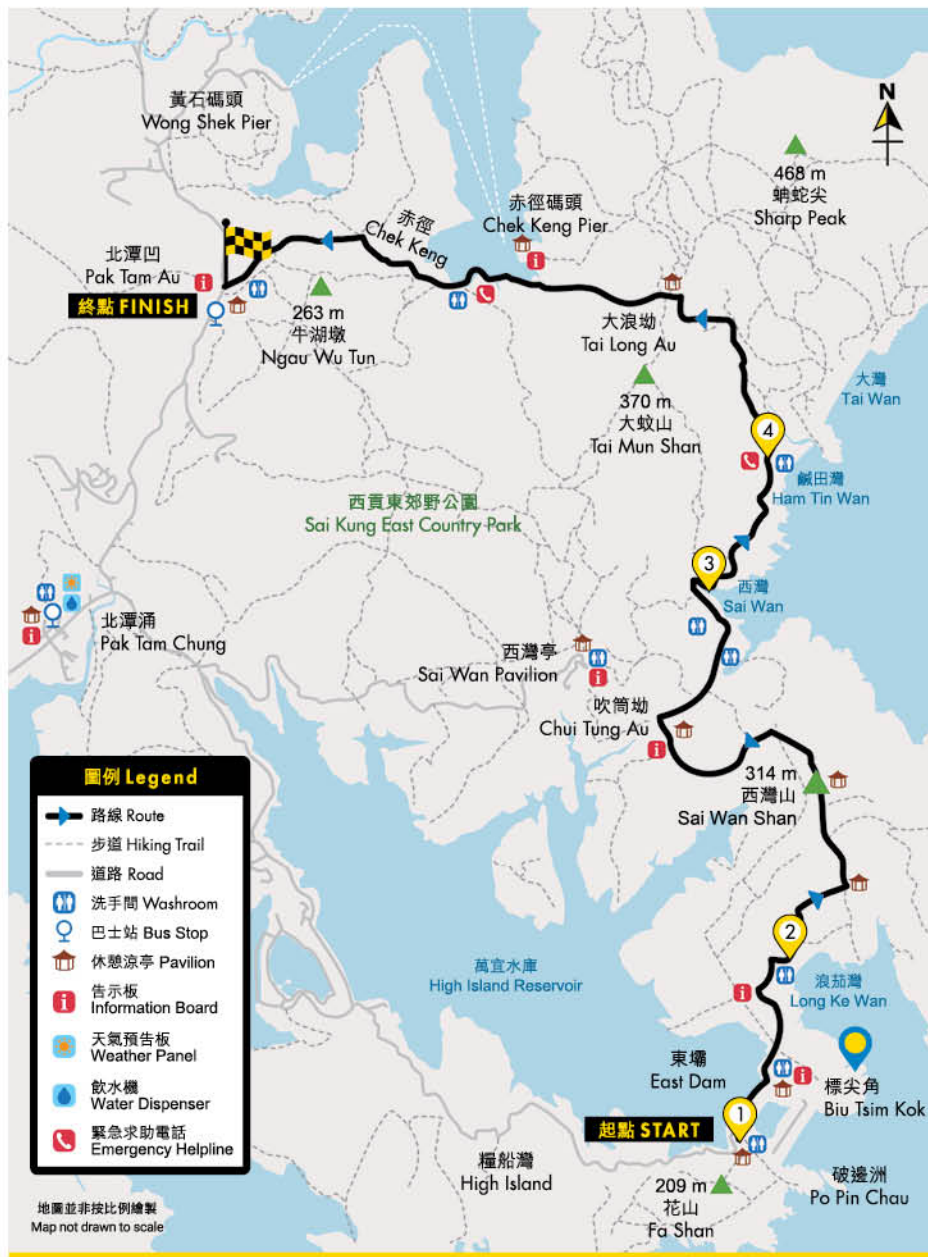 黃石碼頭
Wong Shek Pier
N
468 m
蚺蛇尖
Sharp Peak
赤徑碼頭
Chek Keng Pier
赤徑
Chek Keng
北潭凹
Pak Tam Au
終點 FINISH
263 m
牛湖墩
Ngau Wu Tun
大浪坳
Tai Long Au
大灣
Tai Wan
370 m
大蚊山
Tai Mun Shan
4
鹹田灣
Ham Tin Wan
西貢東郊野公園
Sai Kung East Country Park
3
西灣
Sai Wan
北潭涌
Pak Tam Chung
西灣亭
Sai Wan Pavilion
吹筒坳
Chui Tung Au
314 m
西灣山
Sai Wan Shan
2
浪茄灣
Long Ke Wan
萬宜水庫
High Island Reservoir
東壩
East Dam
標尖角
Biu Tsim Kok
1
起點 START
糧船灣
High Island
破邊洲
Po Pin Chau
209 m
花山
Fa Shan
圖例 Legend
路線 Route
步道 Hiking Trail
道路 Road
洗手間 Washroom
巴士站 Bus Stop
休憩涼亭 Pavilion
告示板
Information Board
天氣預告板
Weather Panel
飲水機
Water Dispenser
緊急求助電話
Emergency Helpline
地圖並非按比例繪製
Map not drawn to scale